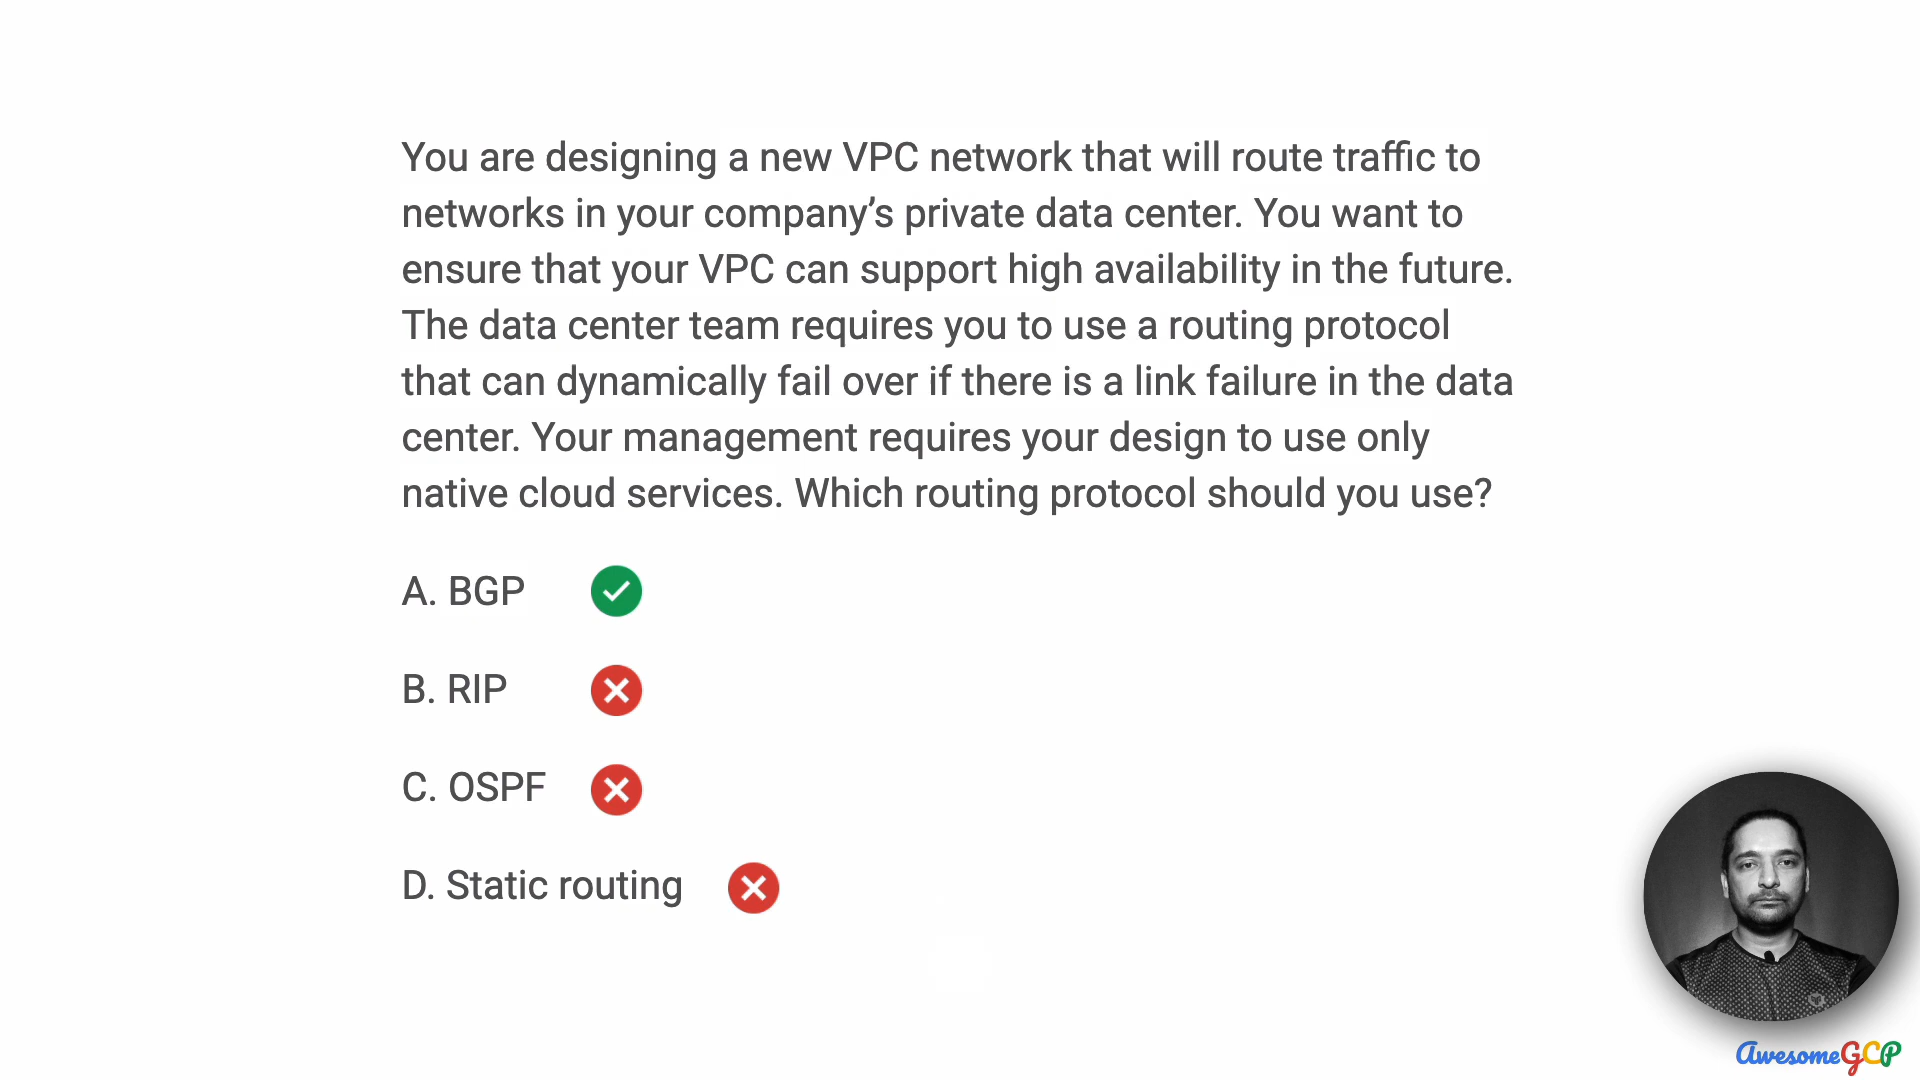 You are designing a new VPC network that will route traffic to
networks in your company’s private data center. You want to
ensure that your VPC can support high availability in the future.
The data center team requires you to use a routing protocol
that can dynamically fail over if there is a link failure in the data
center. Your management requires your design to use only
native cloud services. Which routing protocol should you use?
A. BGP
B. RIP
C. OSPF
D. Static routing
AwesomeGCP